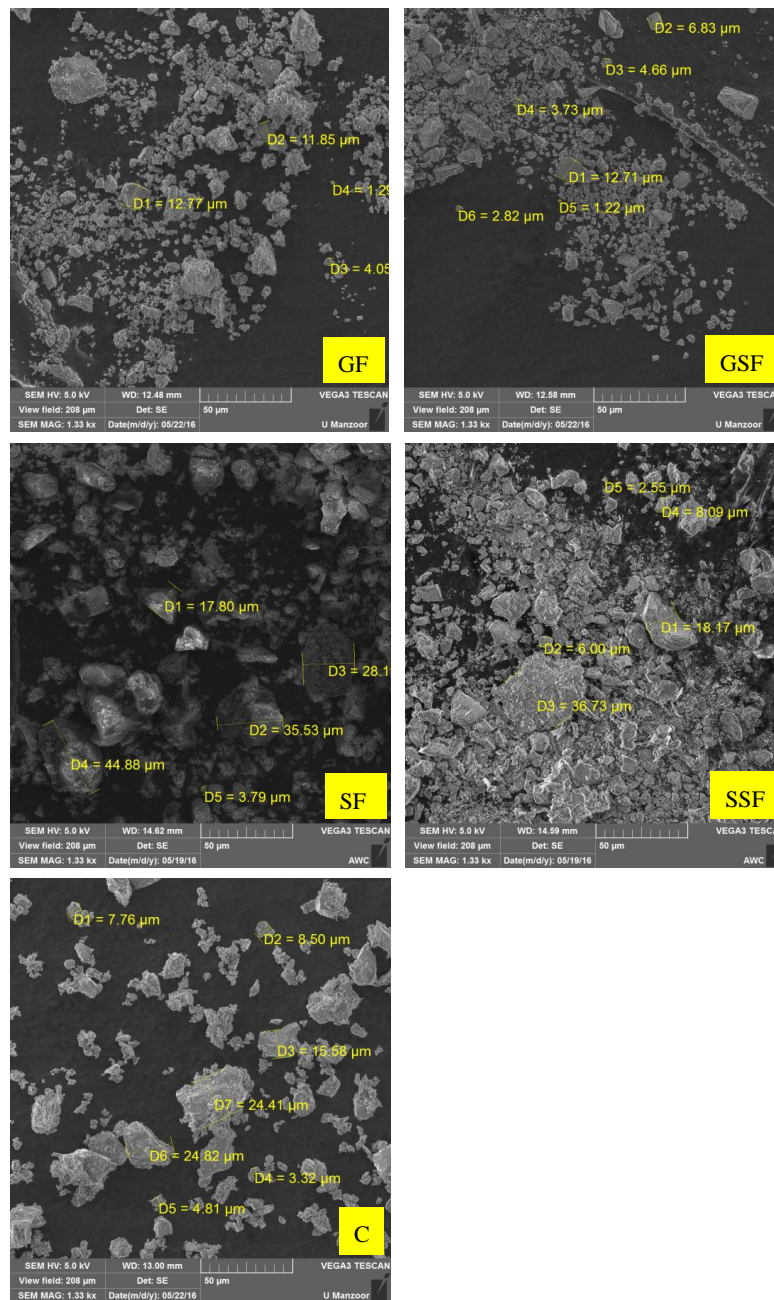 D2 = 11.85 µm
D4 = 1.29
D1 = 12.77 µm
D3 = 4.05
GF
SEM HV: 5.0 kV WD: 12.48 mm VEGA3 TESCAN
View field: 208 µm Det: SE 50 µm
SEM MAG: 1.33 kx Date(m/d/y): 05/22/16 U Manzoor
D2 = 6.83 µm
D3 = 4.66 µm
D4 = 3.73 µm
D1 = 12.71 µm
D6 = 2.82 µm D5 = 1.22 µm
GSF
SEM HV: 5.0 kV WD: 12.58 mm VEGA3 TESCAN
View field: 208 µm Det: SE 50 µm
SEM MAG: 1.33 kx Date(m/d/y): 05/22/16 U Manzoor
D1 = 17.80 µm
D3 = 28.1
D2 = 35.53 µm
D4 = 44.88 µm
D5 = 3.79 µm
SF
SEM HV: 5.0 kV WD: 14.62 mm VEGA3 TESCAN
View field: 208 µm Det: SE 50 µm
SEM MAG: 1.33 kx Date(m/d/y): 05/19/16 AWC
D5 = 2.55 µm
D4 = 8.09 µm
D1 = 18.17 µm
D2 = 6.00 µm
D3 = 36.73 µm
SSF
SEM HV: 5.0 kV WD: 14.59 mm VEGA3 TESCAN
View field: 208 µm Det: SE 50 µm
SEM MAG: 1.33 kx Date(m/d/y): 05/19/16 AWC
D1 = 7.76 µm
D2 = 8.50 µm
D3 = 15.58 µm
D7 = 24.41 µm
D6 = 24.82 µm
D4 = 3.32 µm
D5 = 4.81 µm
C
SEM HV: 5.0 kV WD: 13.00 mm VEGA3 TESCAN
View field: 208 µm Det: SE 50 µm
SEM MAG: 1.33 kx Date(m/d/y): 05/22/16 U Manzoor